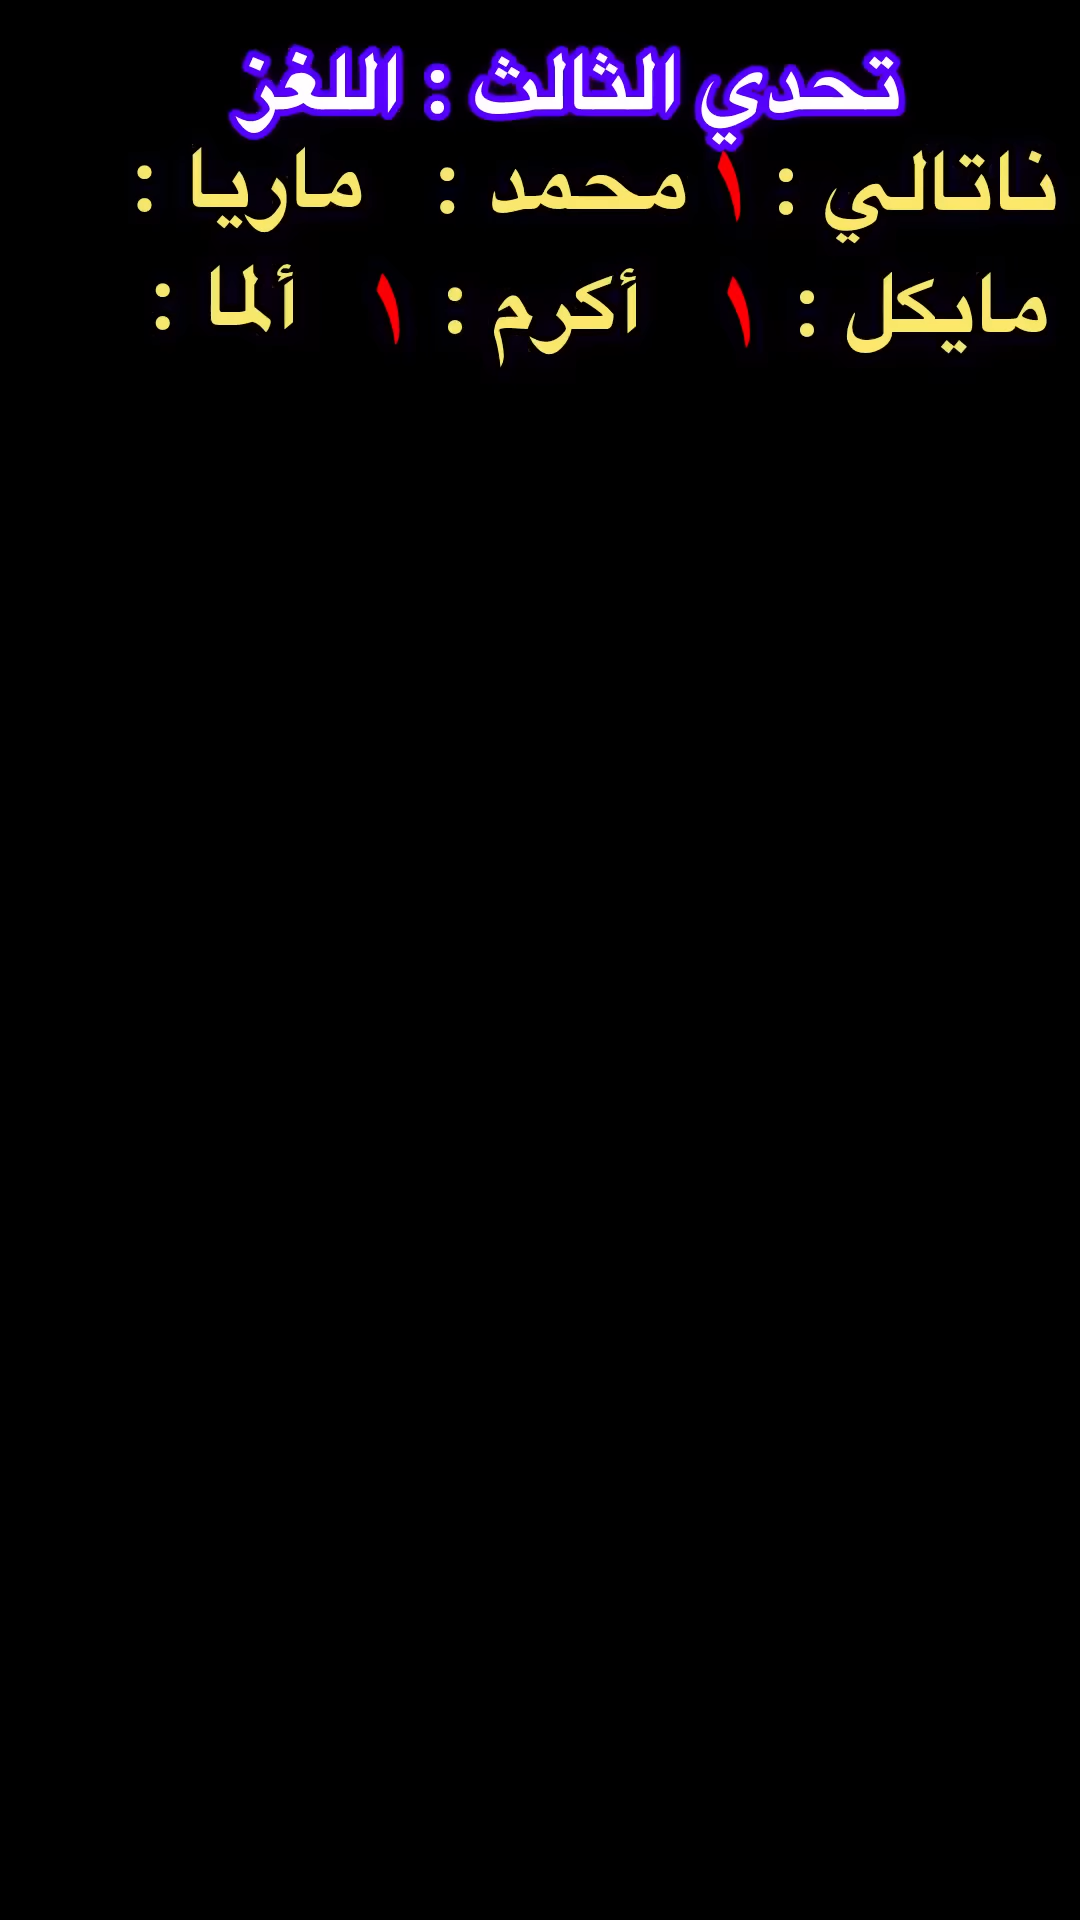 تحدي الثالث : اللغز
ناتالي : ١ محمد : ماريا :
مايكل : ١ أكرم : ١ ألما :